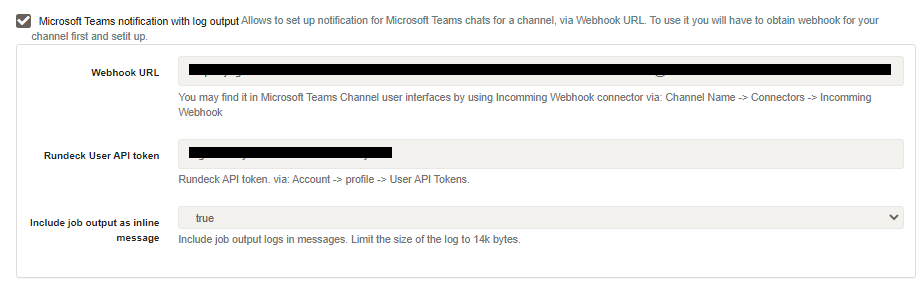 Microsoft Teams notification with log output Allows to set up notification for Microsoft Teams chats for a channel, via Webhook URL. To use it you will have to obtain webhook for your
channel first and setit up.
Webhook URL
You may find it in Microsoft Teams Channel user interfaces by using Incomming Webhook connector via: Channel Name -> Connectors -> Incomming
Webhook
Rundeck User API token
Rundeck API token. via: Account -> profile -> User API Tokens.
Include job output as inline
message
true
Include job output logs in messages. Limit the size of the log to 14k bytes.